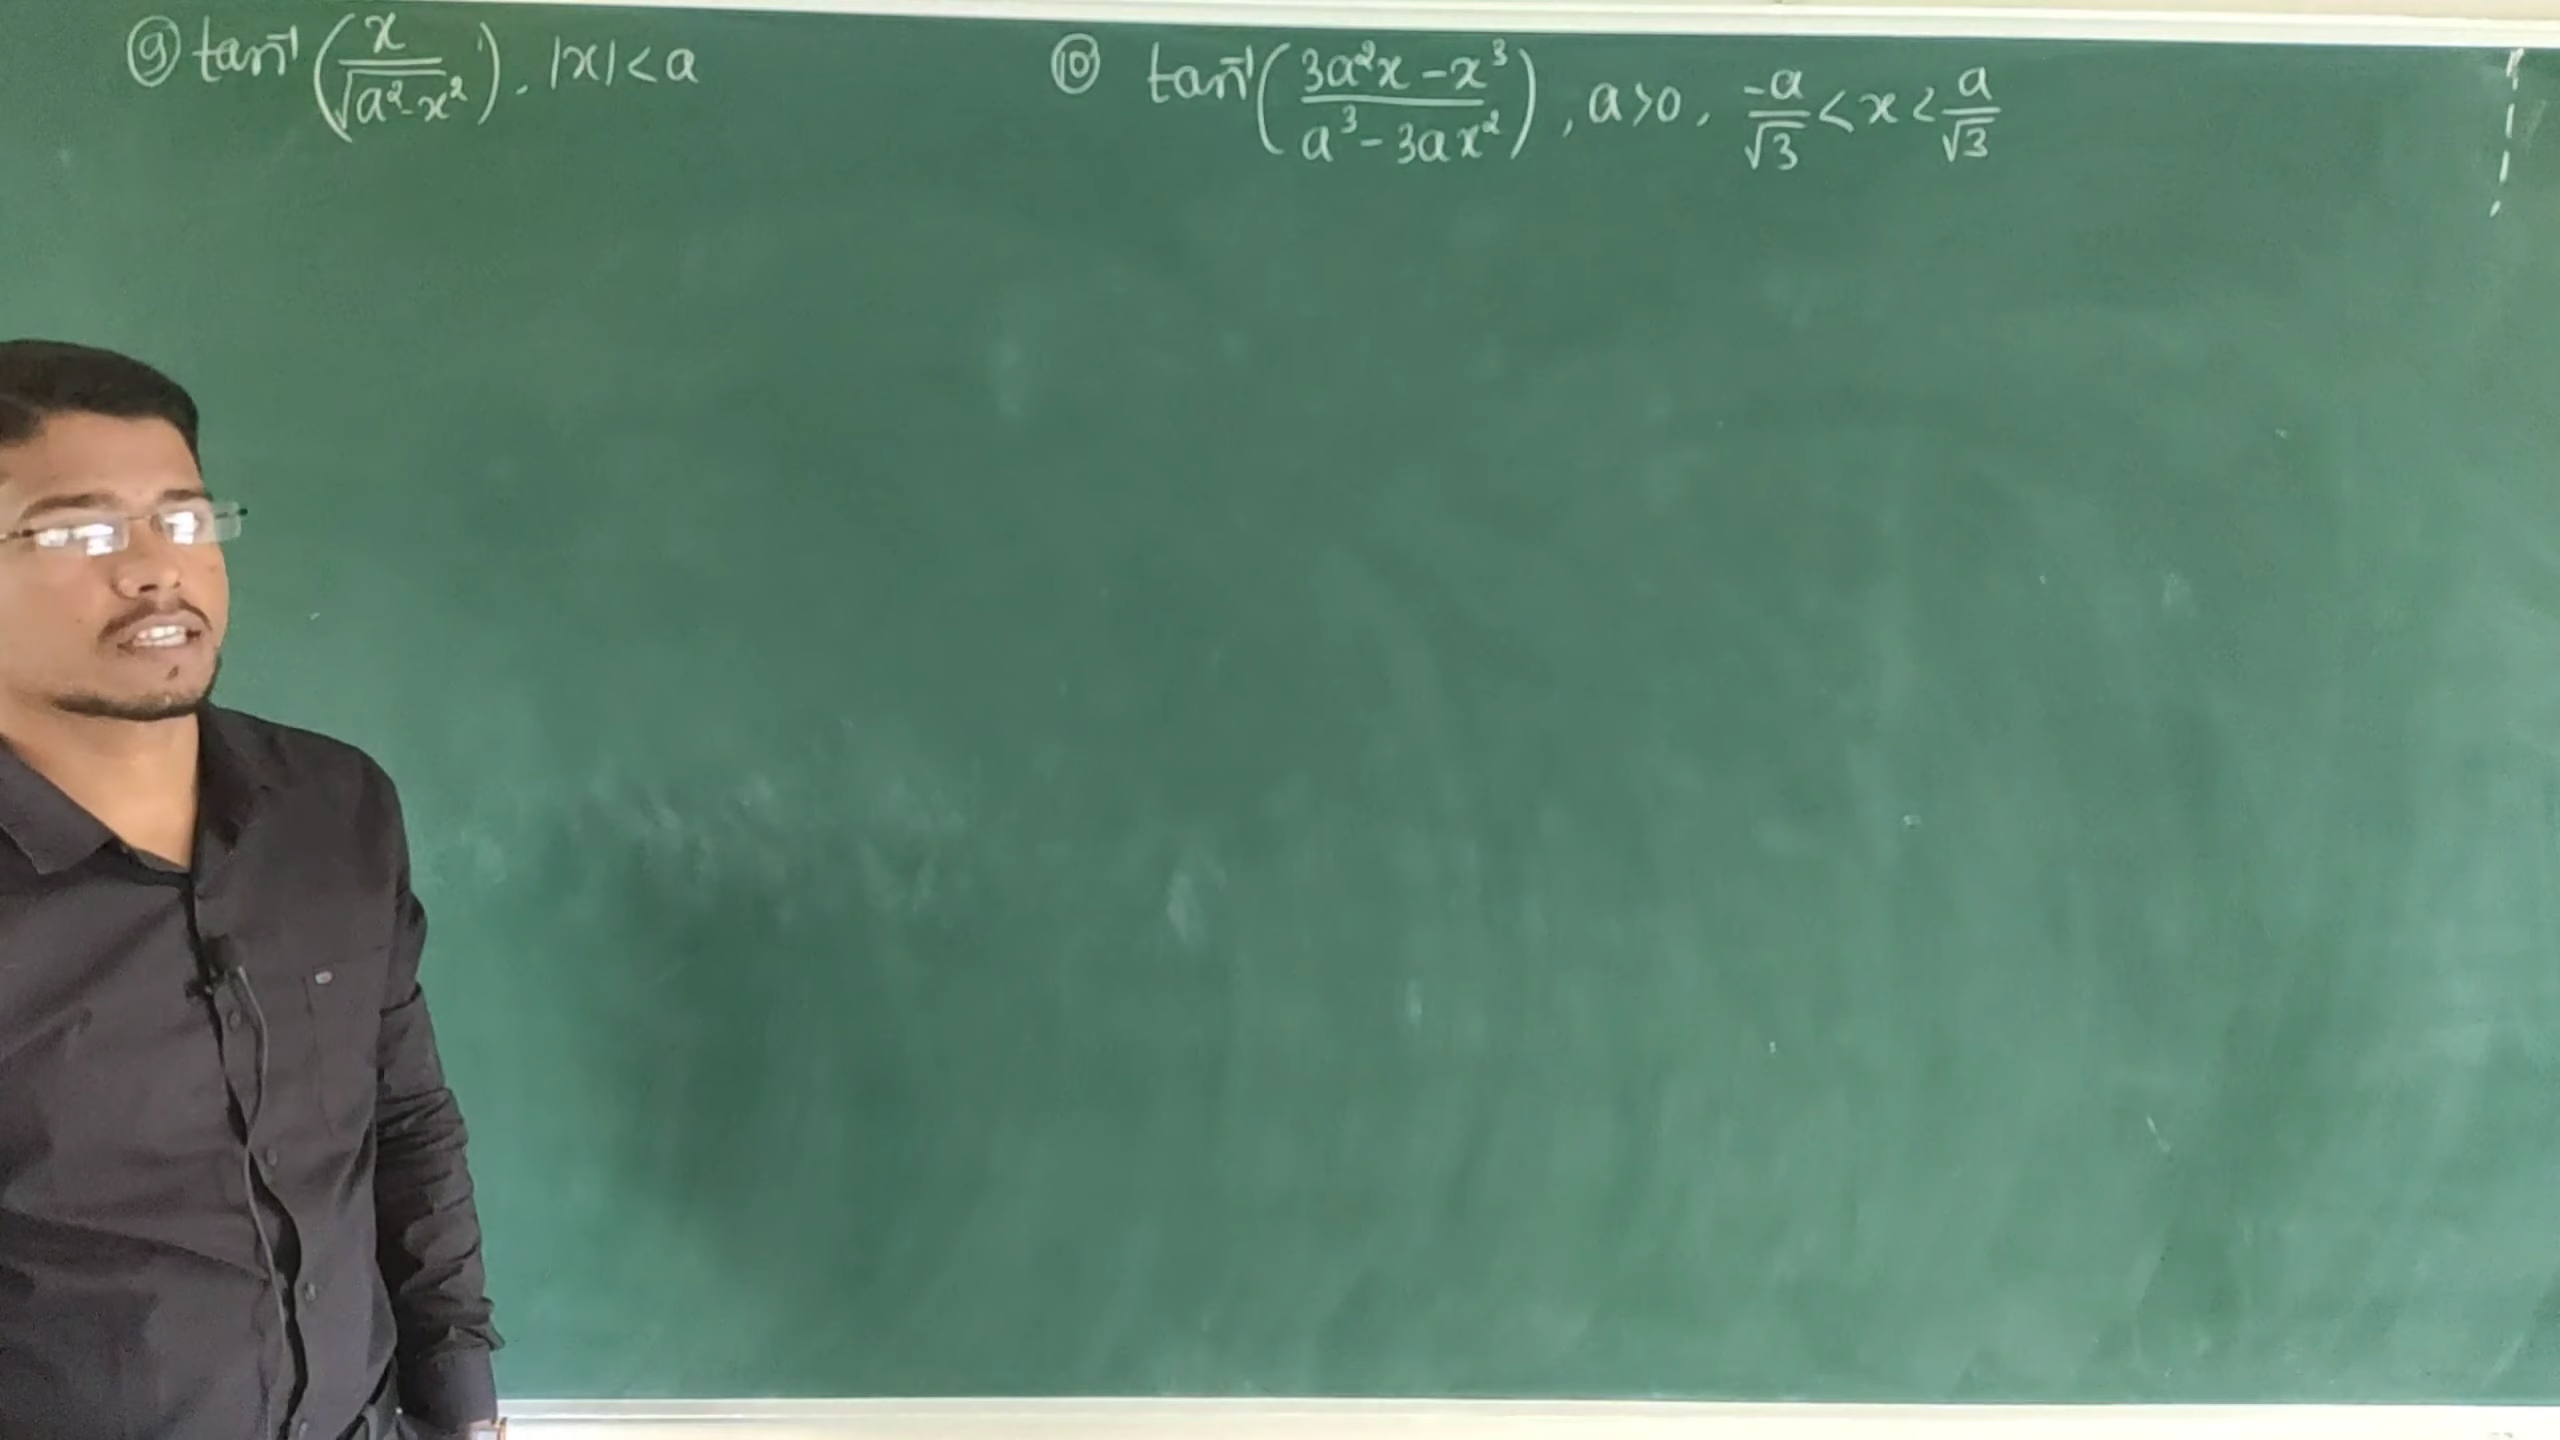 ⑨ tan⁻¹(x/√(a²-x²)), |x|<a
⑩ tan⁻¹((3a²x-x³)/(a³-3ax²)), a>0, -a/√3 < x < a/√3